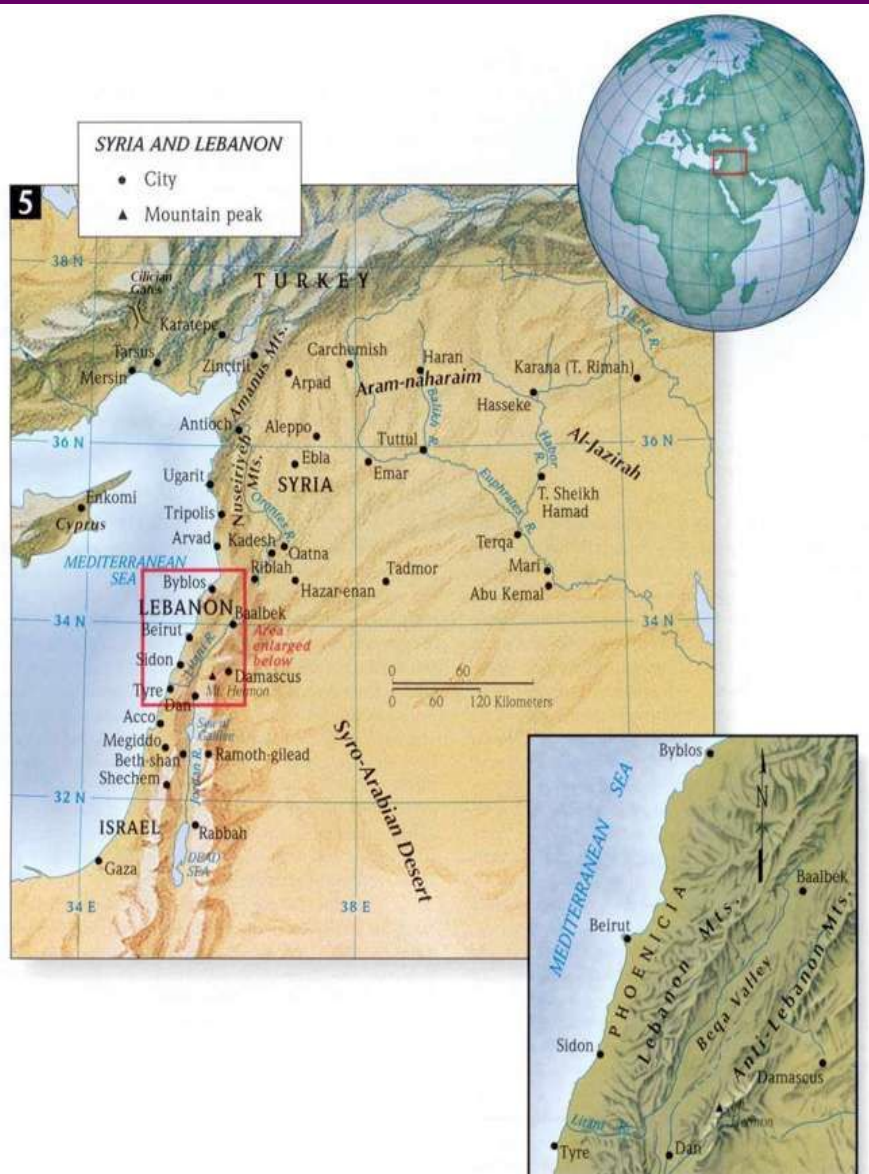 SYRIA AND LEBANON
City
Mountain peak
5
38 N
Cilician
Gates
TURKEY
Tigris R.
Karatepe
Tarsus
Mersin
Zinçirli
Amanus Mts.
Carchemish
Arpad
Haran
Aram-naharaim
Balikh R.
Karana (T. Rimah)
Hasseke
Habor
R.
Al-Jazirah
Antioch
36 N
Aleppo
Tuttul
36 N
Ebla
Emar
Ugarit
Nuseiriyeh
Mts.
SYRIA
Euphrates R.
T. Sheikh
Hamad
Enkomi
Cyprus
Tripolis
Orontes R.
Arvad
Kadesh
Qatna
Terqa
MEDITERRANEAN
SEA
Riblah
Hazar-enan
Tadmor
Mari
Abu Kemal
Byblos
34 N
LEBANON
Baalbek
34 N
Beirut
Litani R.
Area
enlarged
below
Sidon
Damascus
Mt. Hermon
0 60
0 60 120 Kilometers
Tyre
Dan
Acco
Sea of
Galilee
Megiddo
Beth-shan
Ramoth-gilead
Shechem
Jordan R.
Syro-Arabian Desert
32 N
ISRAEL
Rabbah
DEAD
SEA
Gaza
34 E
38 E
Byblos
MEDITERRANEAN SEA
N
Baalbek
Beirut
PHOENICIA
Lebanon Mts.
Beqa Valley
Anti-Lebanon Mts.
Sidon
Damascus
Litani R.
Hermon
Tyre
Dan